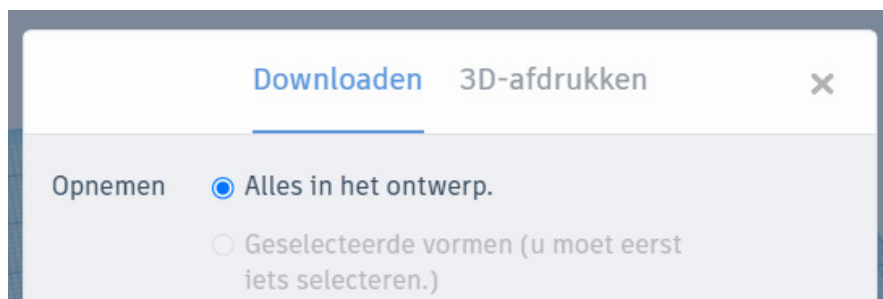 Downloaden 3D-afdrukken
Opnemen Alles in het ontwerp.
Geselecteerde vormen (u moet eerst
iets selecteren.)